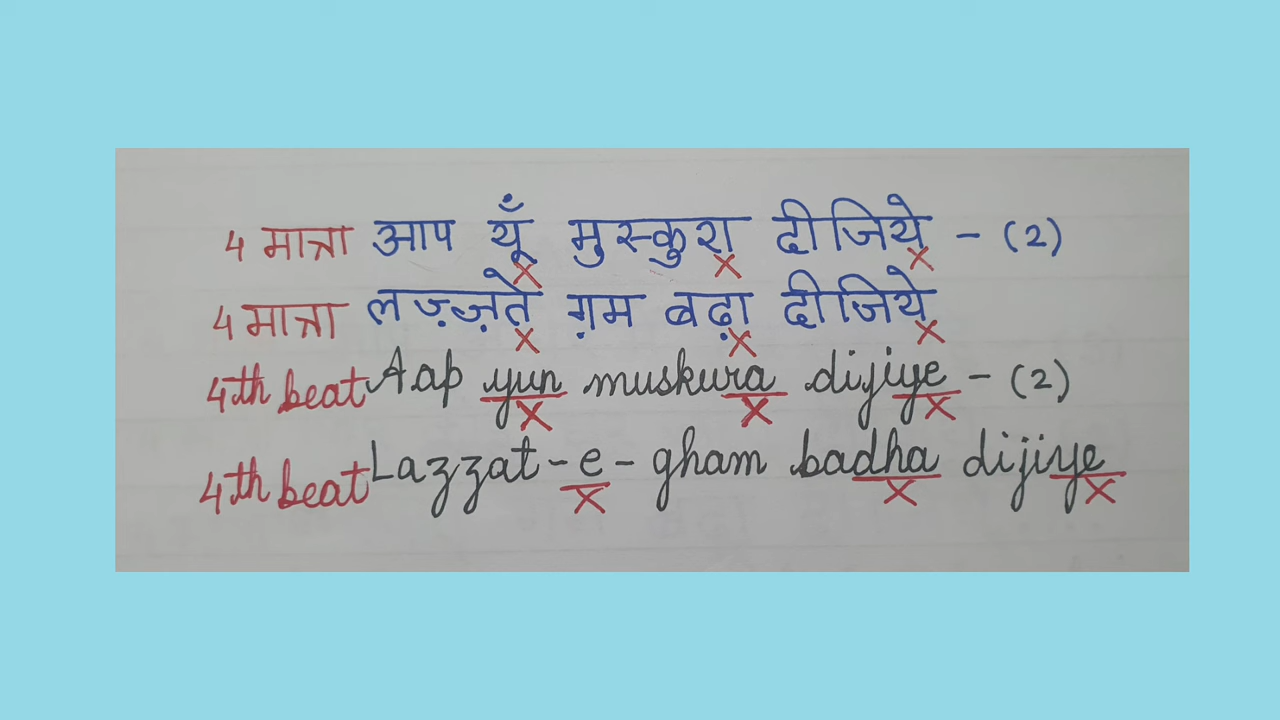 4 मात्रा आप यूँ मुस्कुरा दीजिये - (2)
x x x
4 मात्रा लज़्ज़ते ग़म बढ़ा दीजिये
x x x
4th beat Aap yun muskura dijiye - (2)
x x x
4th beat Lazzat-e-gham badha dijiye
x x x